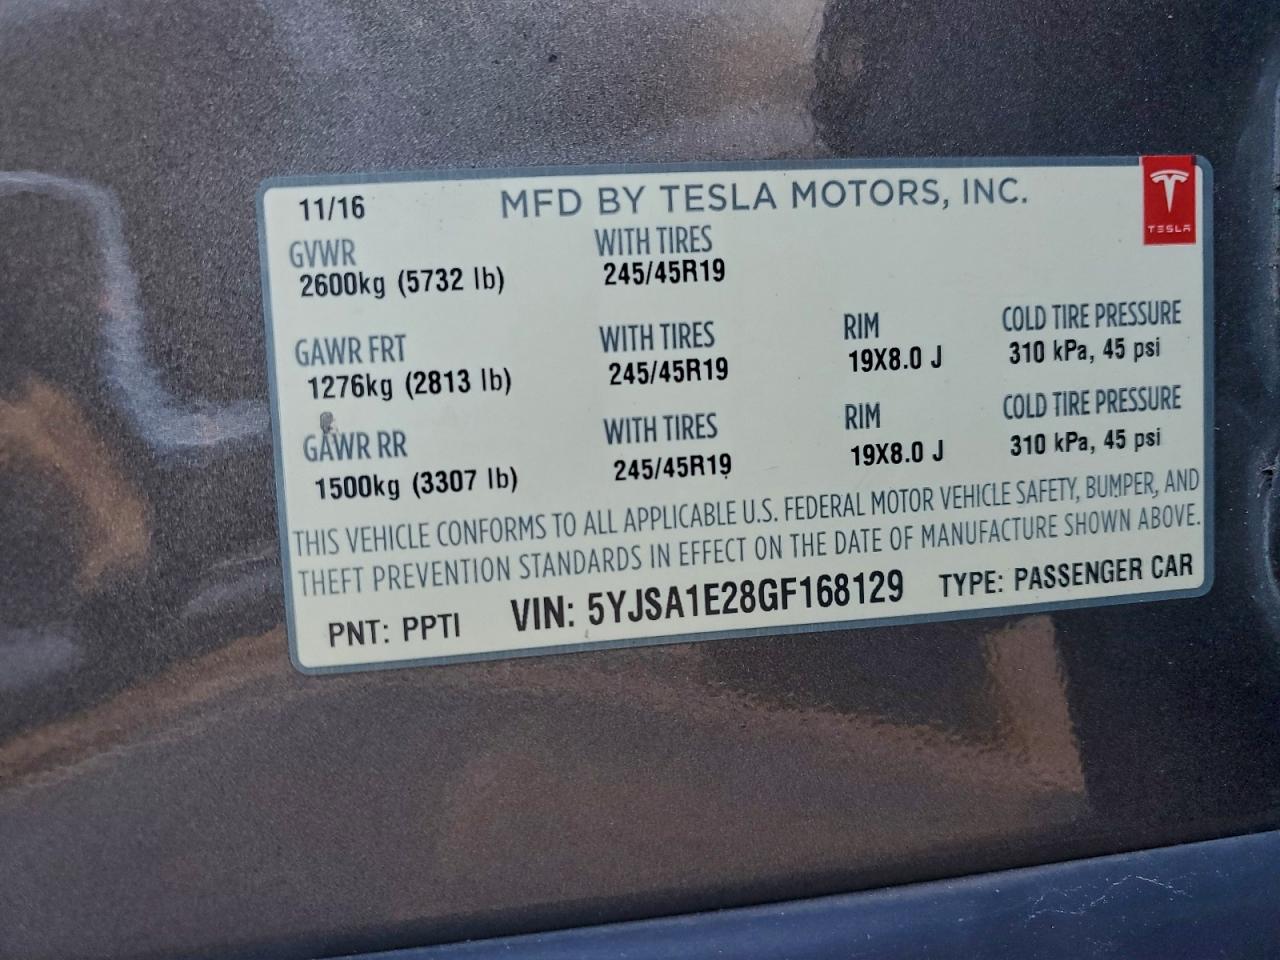 11/16 MFD BY TESLA MOTORS, INC.
TESLA
GVWR WITH TIRES
2600kg (5732 lb) 245/45R19
GAWR FRT WITH TIRES RIM COLD TIRE PRESSURE
1276kg (2813 lb) 245/45R19 19X8.0 J 310 kPa, 45 psi
GAWR RR WITH TIRES RIM COLD TIRE PRESSURE
1500kg (3307 lb) 245/45R19 19X8.0 J 310 kPa, 45 psi
THIS VEHICLE CONFORMS TO ALL APPLICABLE U.S. FEDERAL MOTOR VEHICLE SAFETY, BUMPER, AND
THEFT PREVENTION STANDARDS IN EFFECT ON THE DATE OF MANUFACTURE SHOWN ABOVE.
PNT: PPTI VIN: 5YJSA1E28GF168129 TYPE: PASSENGER CAR